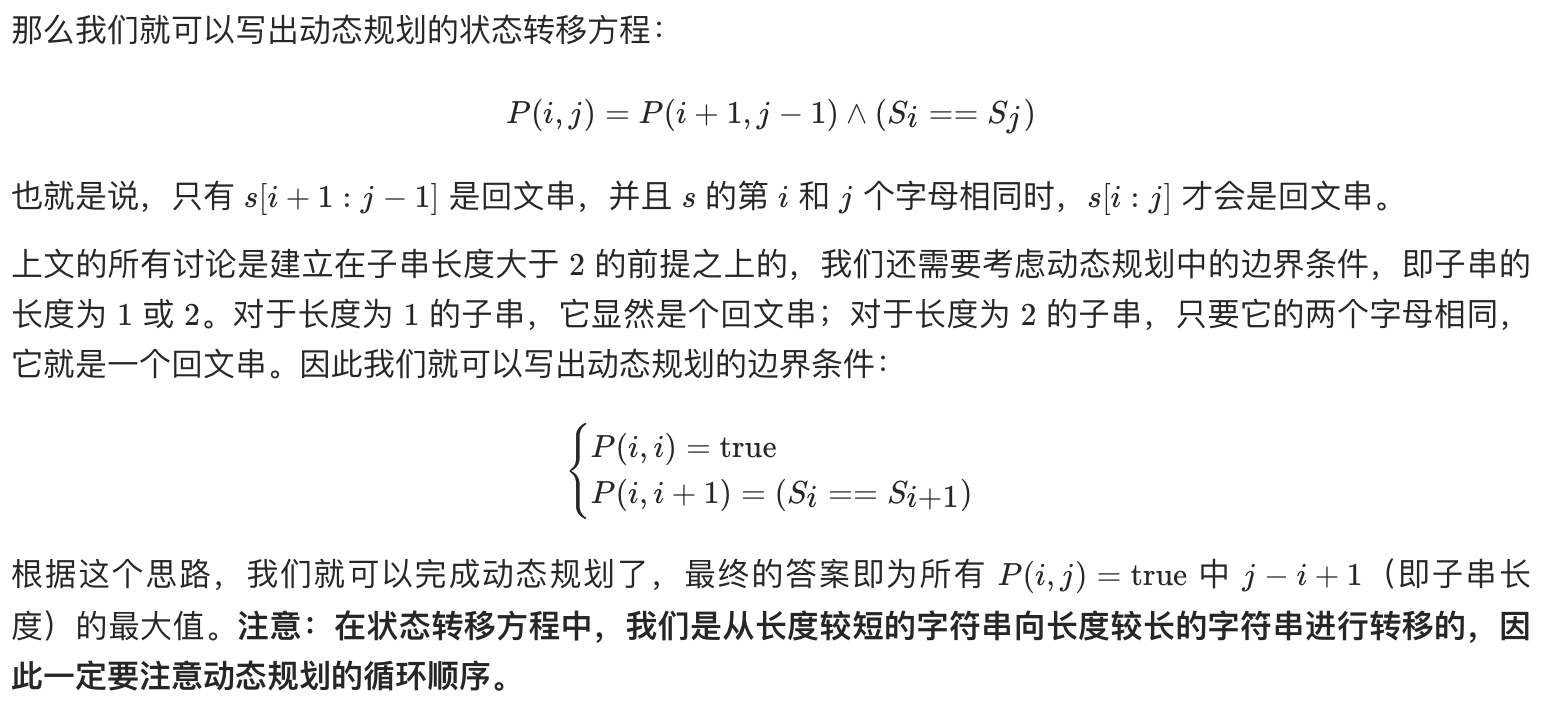 那么我们就可以写出动态规划的状态转移方程：
P(i, j) = P(i + 1, j − 1) ∧ (Si == Sj)
也就是说，只有 s[i + 1 : j − 1] 是回文串，并且 s 的第 i 和 j 个字母相同时，s[i : j] 才会是回文串。
上文的所有讨论是建立在子串长度大于 2 的前提之上的，我们还需要考虑动态规划中的边界条件，即子串的
长度为 1 或 2。对于长度为 1 的子串，它显然是个回文串；对于长度为 2 的子串，只要它的两个字母相同，
它就是一个回文串。因此我们就可以写出动态规划的边界条件：
{P(i, i) = true
P(i, i + 1) = (Si == Si+1)
根据这个思路，我们就可以完成动态规划了，最终的答案即为所有 P(i, j) = true 中 j − i + 1（即子串长
度）的最大值。注意：在状态转移方程中，我们是从长度较短的字符串向长度较长的字符串进行转移的，因
此一定要注意动态规划的循环顺序。